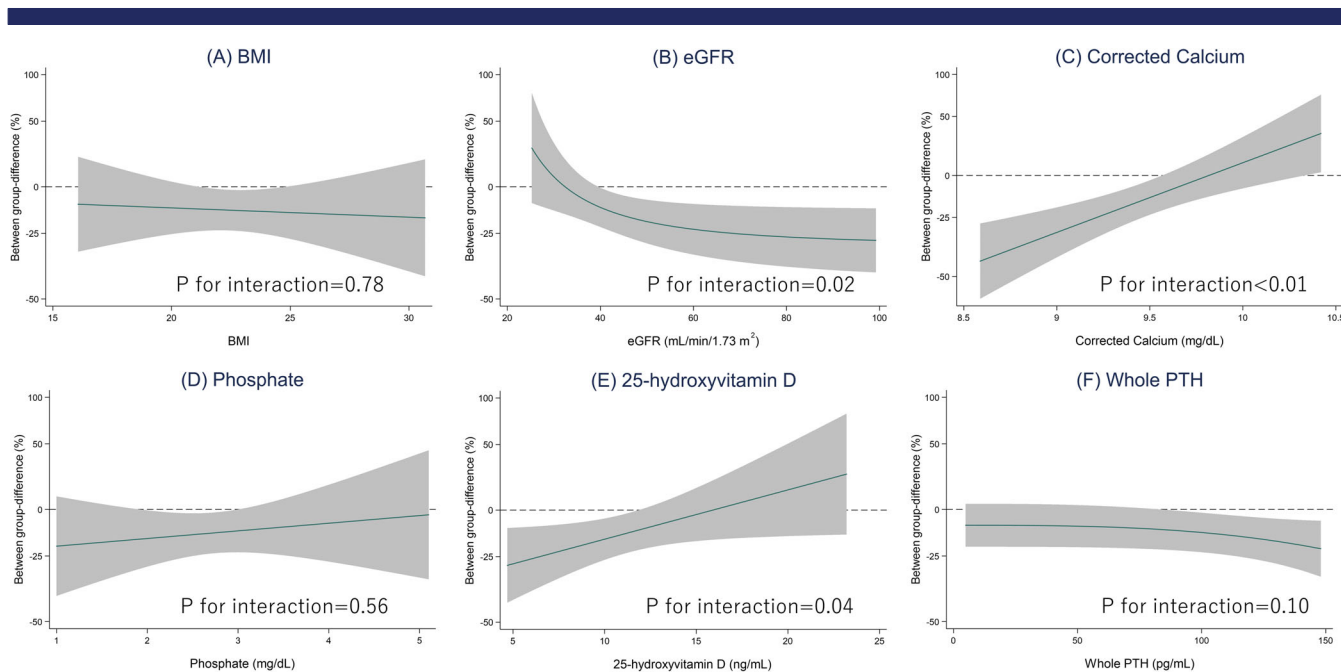 (A) BMI
Between group-difference (%)
100
50
0
-25
-50
15
20
25
30
BMI
P for interaction=0.78
(B) eGFR
Between group-difference (%)
100
50
0
-25
-50
20
40
60
80
100
eGFR (mL/min/1.73 m²)
P for interaction=0.02
(C) Corrected Calcium
Between group-difference (%)
100
50
0
-25
-50
8.5
9
9.5
10
10.5
Corrected Calcium (mg/dL)
P for interaction<0.01
(D) Phosphate
Between group-difference (%)
100
50
0
-25
-50
1
2
3
4
5
Phosphate (mg/dL)
P for interaction=0.56
(E) 25-hydroxyvitamin D
Between group-difference (%)
100
50
0
-25
-50
5
10
15
20
25
25-hydroxyvitamin D (ng/mL)
P for interaction=0.04
(F) Whole PTH
Between group-difference (%)
100
50
0
-25
-50
0
50
100
150
Whole PTH (pg/mL)
P for interaction=0.10